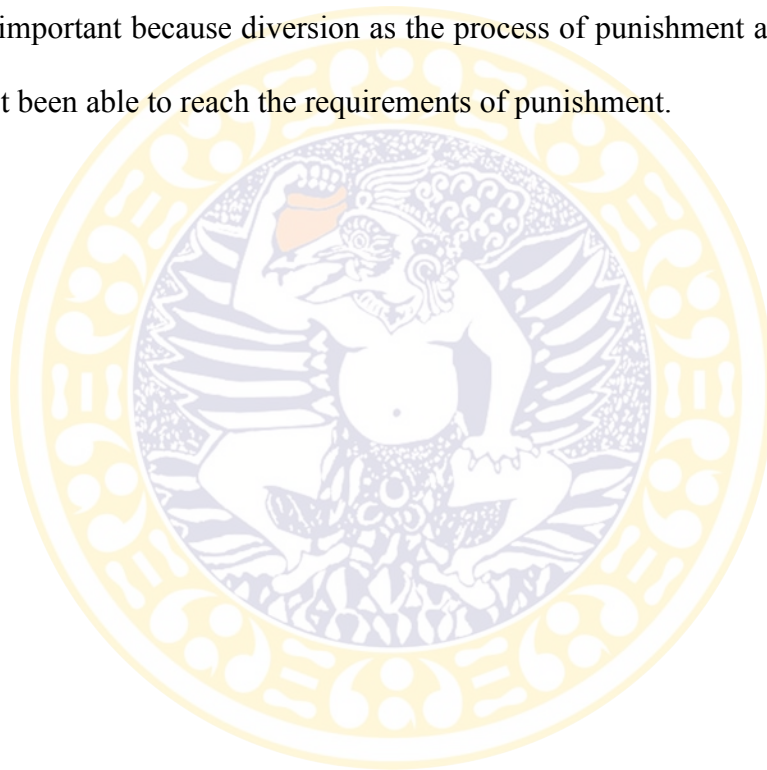 important because diversion as the process of punishment a
t been able to reach the requirements of punishment.